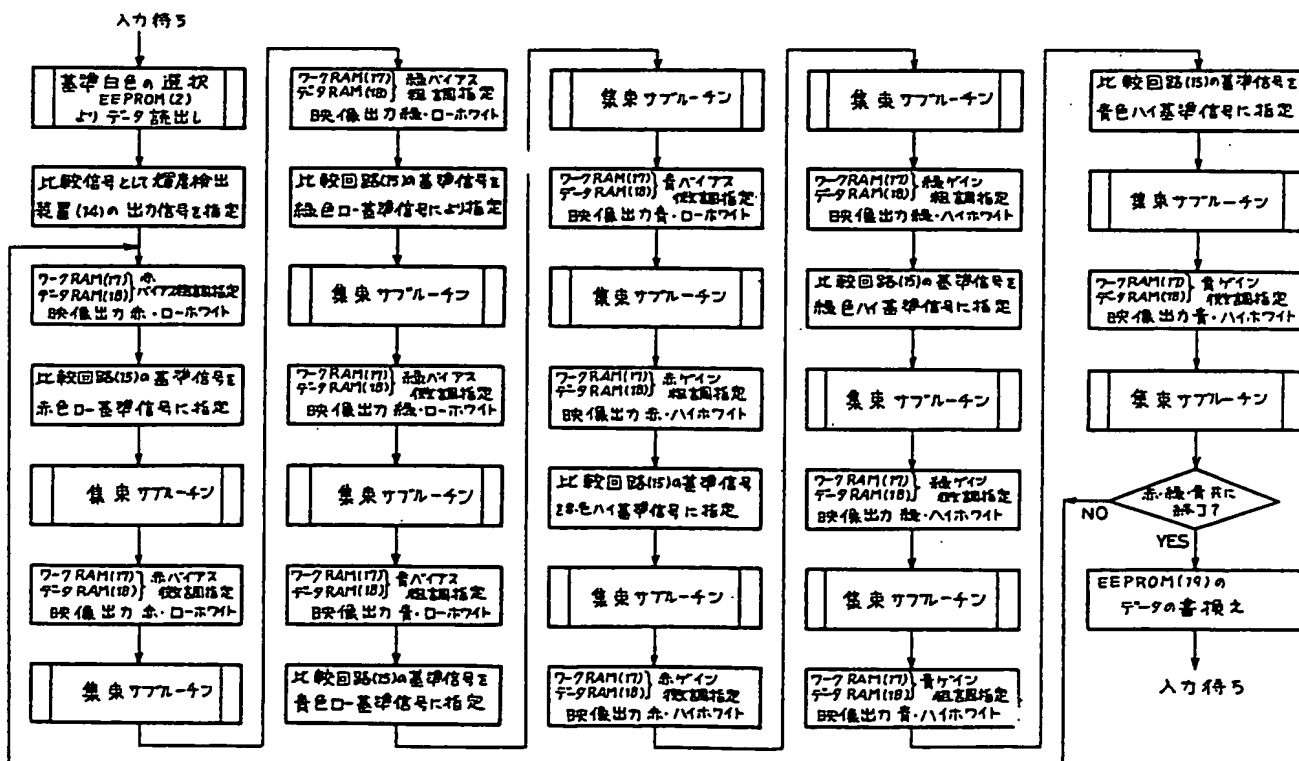 入力待ち
基準白色の選択
EEPROM(2)
よりデータ読出し
比較信号として輝度検出
装置(14)の出力信号を指定
ワークRAM(17)
データRAM(18)
赤
バイアス粗調指定
映像出力 赤・ローホワイト
比較回路(15)の基準信号を
赤色ロー基準信号に指定
集束サブルーチン
ワークRAM(17)
データRAM(18)
赤バイアス
微調指定
映像出力 赤・ローホワイト
集束サブルーチン
ワークRAM(17)
データRAM(18)
緑バイアス
粗調指定
映像出力 緑・ローホワイト
比較回路(15)の基準信号を
緑色ロー基準信号により指定
集束サブルーチン
ワークRAM(17)
データRAM(18)
緑バイアス
微調指定
映像出力 緑・ローホワイト
集束サブルーチン
ワークRAM(17)
データRAM(18)
青バイアス
粗調指定
映像出力 青・ローホワイト
比較回路(15)の基準信号を
青色ロー基準信号に指定
集束サブルーチン
ワークRAM(17)
データRAM(18)
青バイアス
微調指定
映像出力 青・ローホワイト
集束サブルーチン
ワークRAM(17)
データRAM(18)
赤ゲイン
粗調指定
映像出力 赤・ハイホワイト
比較回路(15)の基準信号
色ハイ基準信号に指定
集束サブルーチン
ワークRAM(17)
データRAM(18)
赤ゲイン
微調指定
映像出力 赤・ハイホワイト
集束サブルーチン
ワークRAM(17)
データRAM(18)
緑ゲイン
粗調指定
映像出力 緑・ハイホワイト
比較回路(15)の基準信号を
緑色ハイ基準信号に指定
集束サブルーチン
ワークRAM(17)
データRAM(18)
緑ゲイン
微調指定
映像出力 緑・ハイホワイト
集束サブルーチン
ワークRAM(17)
データRAM(18)
青ゲイン
粗調指定
映像出力 青・ハイホワイト
比較回路(15)の基準信号を
青色ハイ基準信号に指定
集束サブルーチン
ワークRAM(17)
データRAM(18)
青ゲイン
微調指定
映像出力 青・ハイホワイト
集束サブルーチン
赤・緑・青共に
終了?
NO
YES
EEPROM(19)の
データの書換え
入力待ち